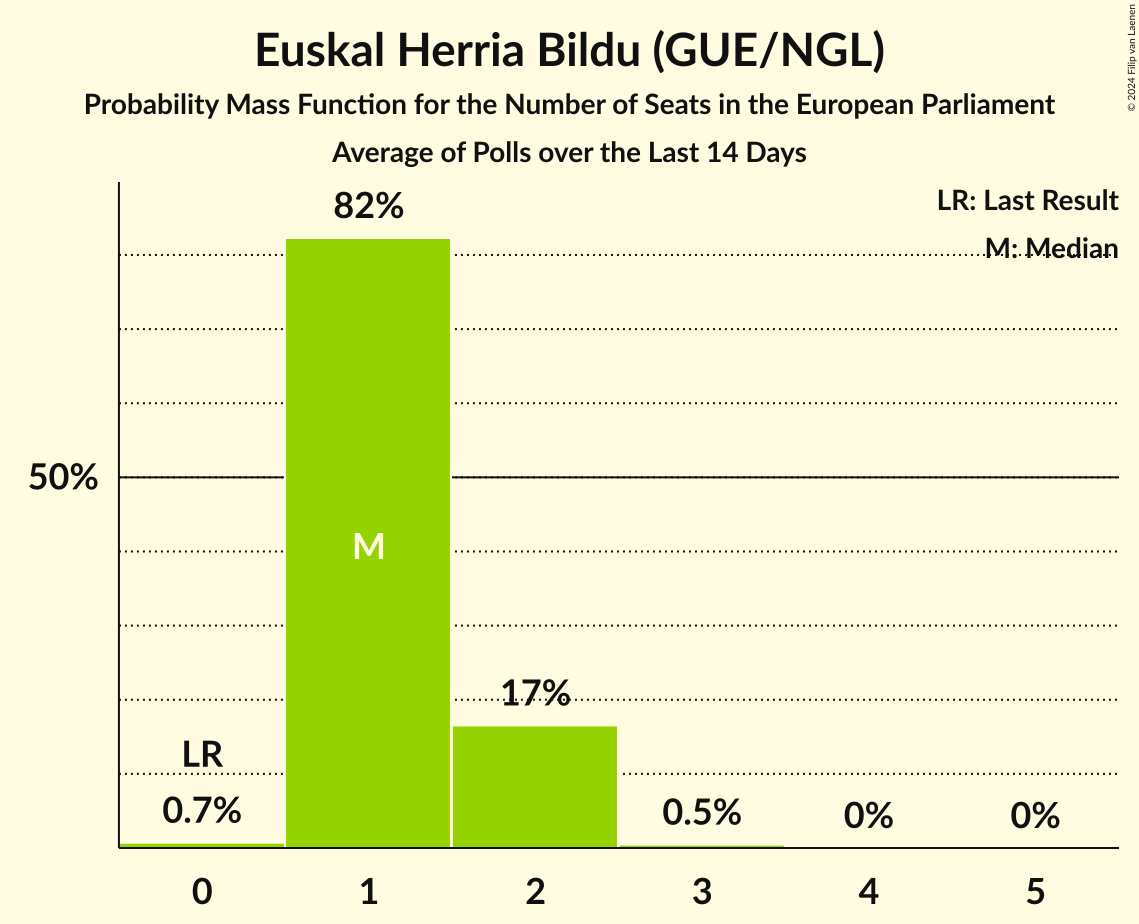 Euskal Herria Bildu (GUE/NGL)
Probability Mass Function for the Number of Seats in the European Parliament
Average of Polls over the Last 14 Days
© 2024 Filip van Laenen
LR: Last Result
M: Median
82%
50%
M
17%
LR
0.7%
0.5%
0%
0%
0 1 2 3 4 5